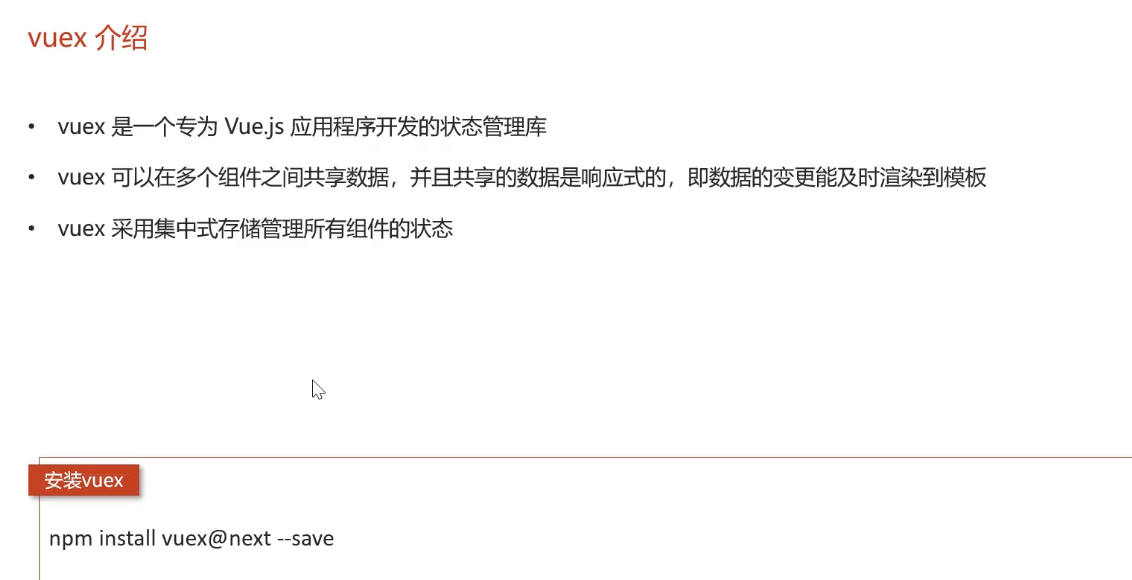 vuex 介绍
• vuex 是一个专为 Vue.js 应用程序开发的状态管理库
• vuex 可以在多个组件之间共享数据，并且共享的数据是响应式的，即数据的变更能及时渲染到模板
• vuex 采用集中式存储管理所有组件的状态
安装vuex
npm install vuex@next --save